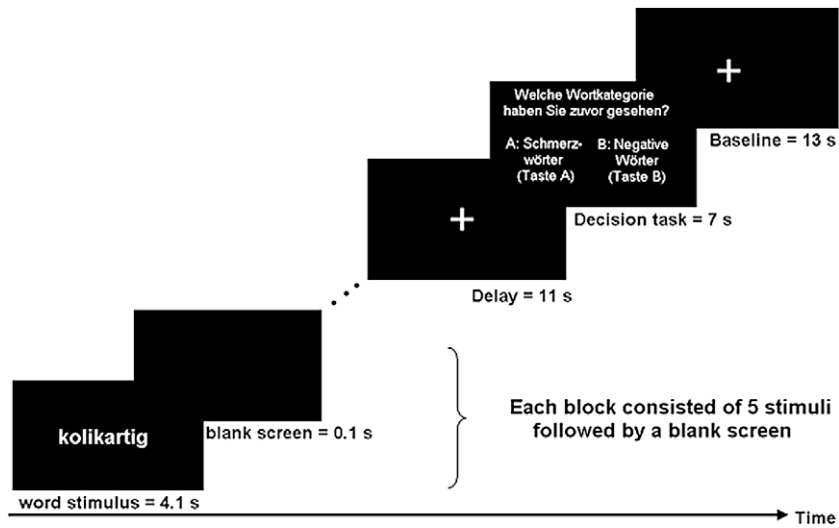 Welche Wortkategorie
haben Sie zuvor gesehen?
A: Schmerz-
wörter
(Taste A)
B: Negative
Wörter
(Taste B)
Baseline = 13 s
Decision task = 7 s
Delay = 11 s
kolikartig
blank screen = 0.1 s
word stimulus = 4.1 s
Each block consisted of 5 stimuli
followed by a blank screen
Time